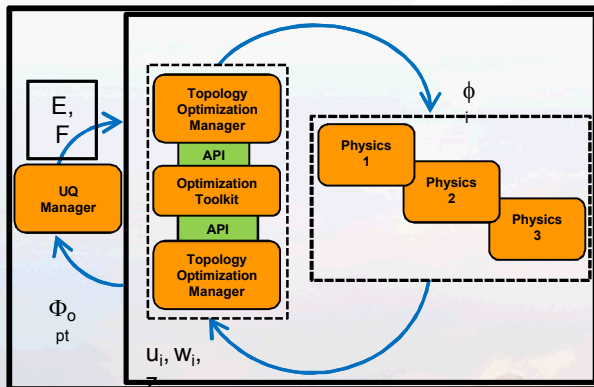 E,
F
UQ
Manager
Φo
pt
Topology
Optimization
Manager
API
Optimization
Toolkit
API
Topology
Optimization
Manager
ui, wi,
ϕ
Physics
1
Physics
2
Physics
3